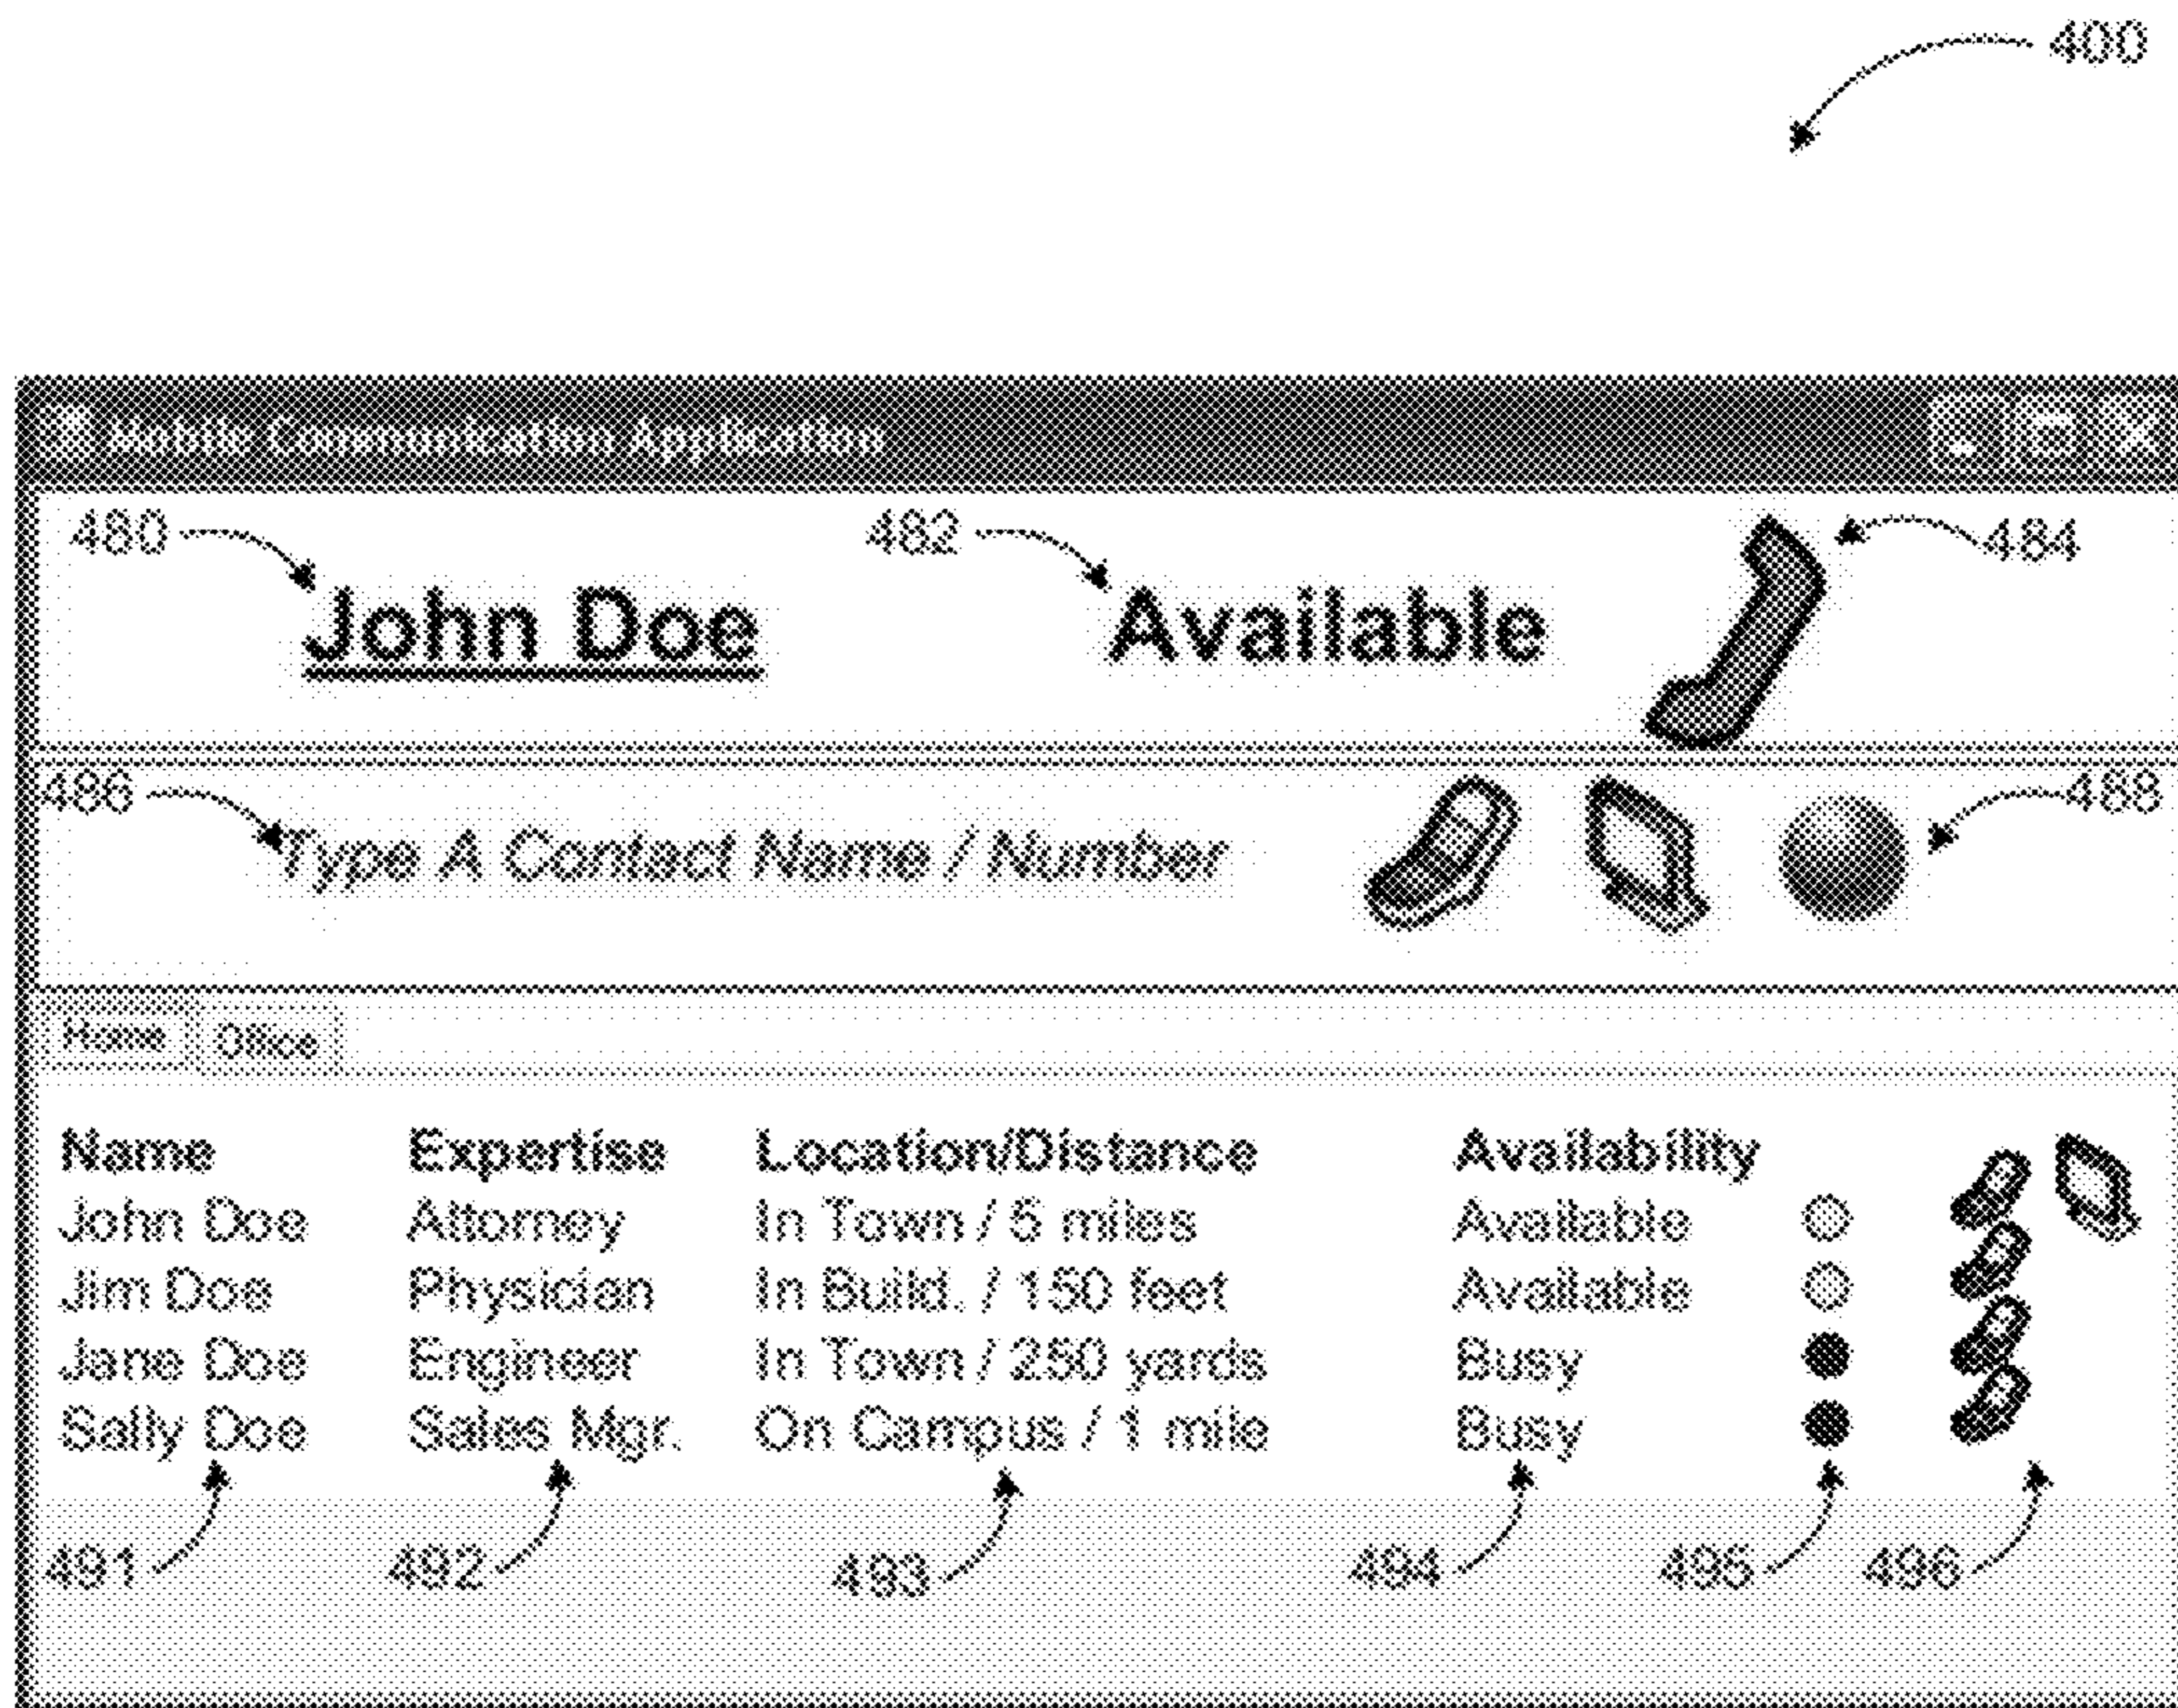 400
Mobile Communication Application
480 482 484
John Doe Available
486 488
Type A Contact Name / Number
Home Office
Name Expertise Location/Distance Availability
John Doe Attorney In Town / 5 miles Available
Jim Doe Physician In Build. / 150 feet Available
Jane Doe Engineer In Town / 250 yards Busy
Sally Doe Sales Mgr. On Campus / 1 mile Busy
491 492 493 494 495 496